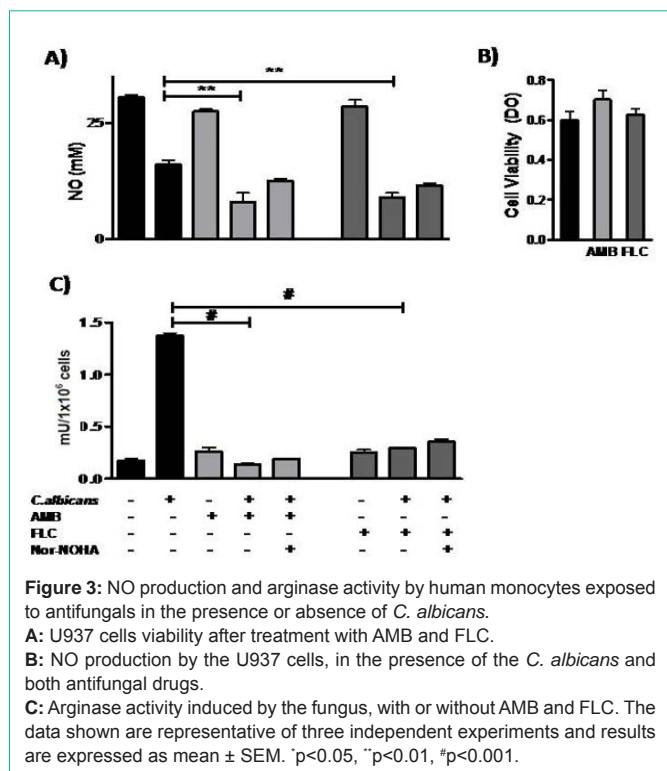 A)
**
**
25
0
NO (mM)
B)
0.8
0.6
0.4
0.2
0.0
Cell Viability (DO)
AMB FLC
C)
#
#
1.5
1.0
0.5
0.0
mU/1x10⁶ cells
C.albicans - + - + + - + +
AMB - - + + + - - -
FLC - - - - - + + +
Nor-NOHA - - - - + - - +
Figure 3: NO production and arginase activity by human monocytes exposed
to antifungals in the presence or absence of C. albicans.
A: U937 cells viability after treatment with AMB and FLC.
B: NO production by the U937 cells, in the presence of the C. albicans and
both antifungal drugs.
C: Arginase activity induced by the fungus, with or without AMB and FLC. The
data shown are representative of three independent experiments and results
are expressed as mean ± SEM. *p<0.05, **p<0.01, #p<0.001.